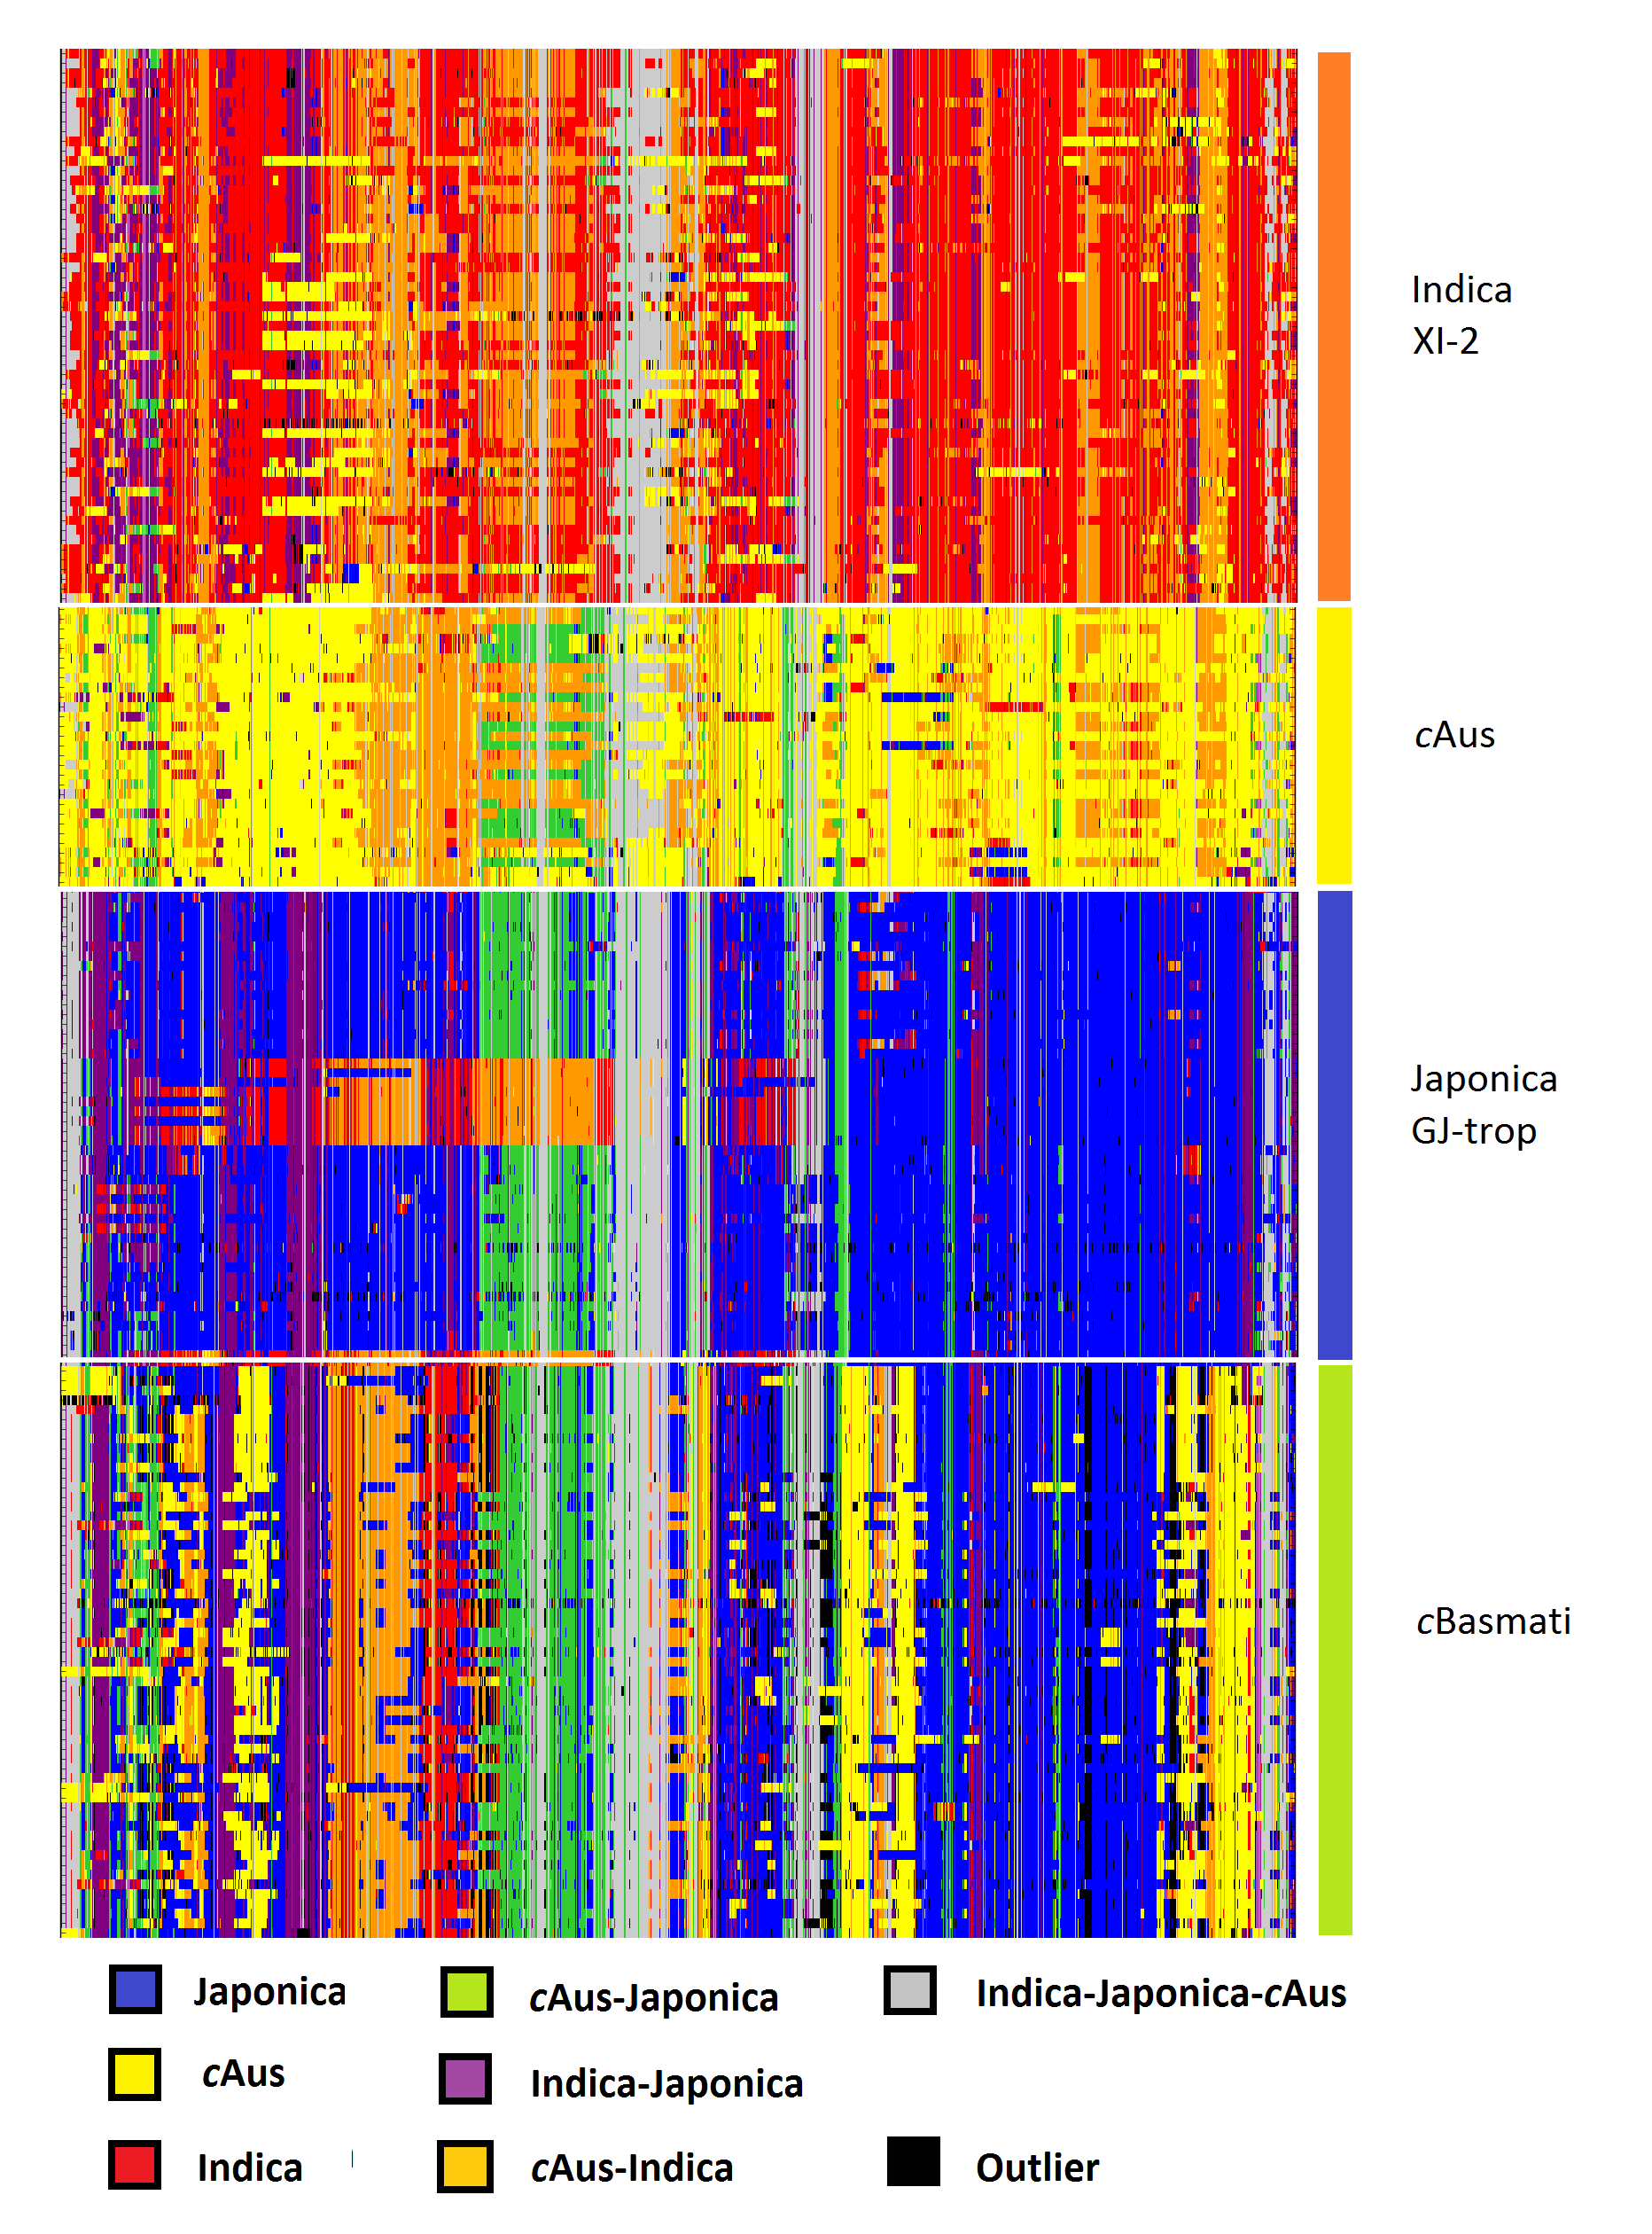 Indica
XI-2
cAus
Japonica
GJ-trop
cBasmati
Japonica
cAus-Japonica
Indica-Japonica-cAus
cAus
Indica-Japonica
Indica
cAus-Indica
Outlier